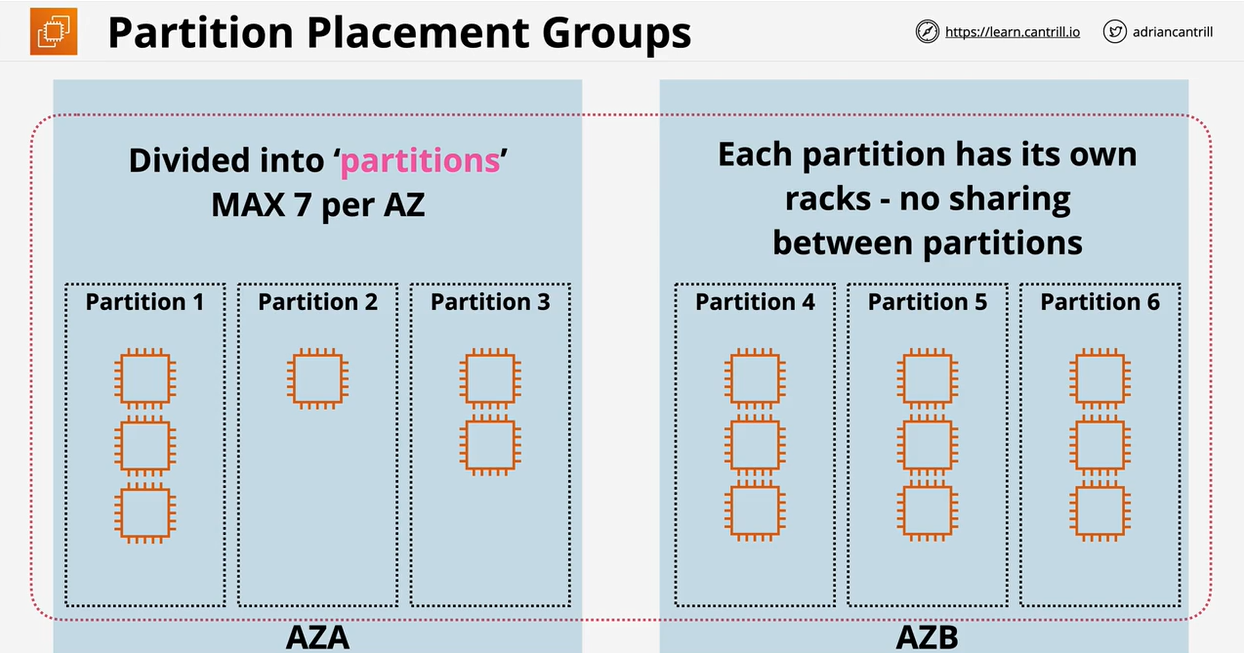 Partition Placement Groups
https://learn.cantrill.io
adriancantrill
Divided into ‘partitions’
MAX 7 per AZ
Each partition has its own
racks - no sharing
between partitions
Partition 1
Partition 2
Partition 3
Partition 4
Partition 5
Partition 6
AZA
AZB